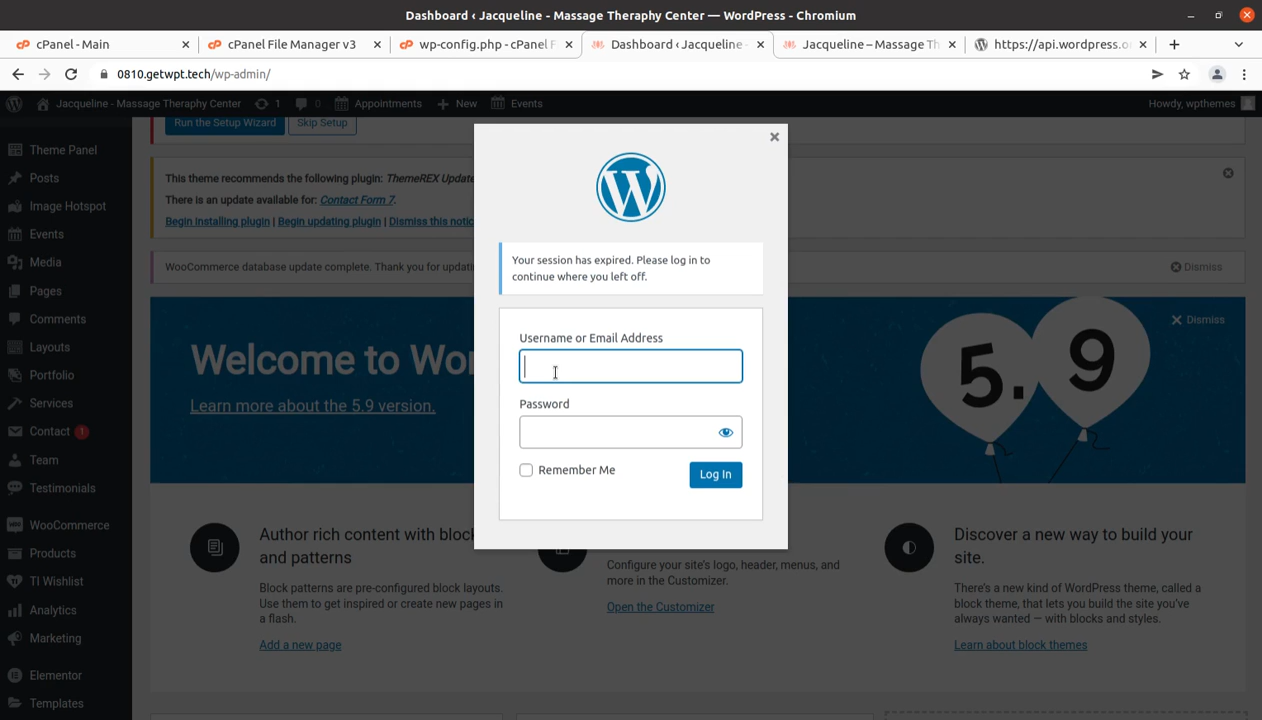 Dashboard ‹ Jacqueline - Massage Theraphy Center — WordPress - Chromium
cPanel - Main
cPanel File Manager v3
wp-config.php - cPanel F
Dashboard ‹ Jacqueline -
Jacqueline – Massage Th
https://api.wordpress.o
0810.getwpt.tech/wp-admin/
Jacqueline - Massage Theraphy Center
1
0
Appointments
New
Events
Howdy, wpthemes
Run the Setup Wizard
Skip Setup
Theme Panel
Posts
Image Hotspot
Events
Media
Pages
Comments
Layouts
Portfolio
Services
Contact 1
Team
Testimonials
WooCommerce
Products
TI Wishlist
Analytics
Marketing
Elementor
Templates
This theme recommends the following plugin: ThemeREX Update
There is an update available for: Contact Form 7.
Begin installing plugin | Begin updating plugin | Dismiss this notic
WooCommerce database update complete. Thank you for updati
Dismiss
Welcome to Wor
Learn more about the 5.9 version.
Dismiss
5.9
Your session has expired. Please log in to
continue where you left off.
Username or Email Address
Password
Remember Me
Log In
Author rich content with bloc
and patterns
Block patterns are pre-configured block layouts.
Use them to get inspired or create new pages in
a flash.
Add a new page
Configure your site's logo, header, menus, and
more in the Customizer.
Open the Customizer
Discover a new way to build your
site.
There's a new kind of WordPress theme, called a
block theme, that lets you build the site you've
always wanted — with blocks and styles.
Learn about block themes